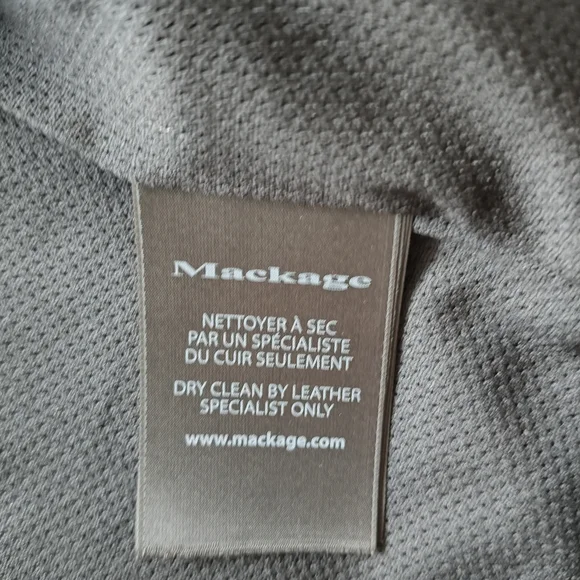 Mackage
NETTOYER À SEC
PAR UN SPÉCIALISTE
DU CUIR SEULEMENT
DRY CLEAN BY LEATHER
SPECIALIST ONLY
www.mackage.com